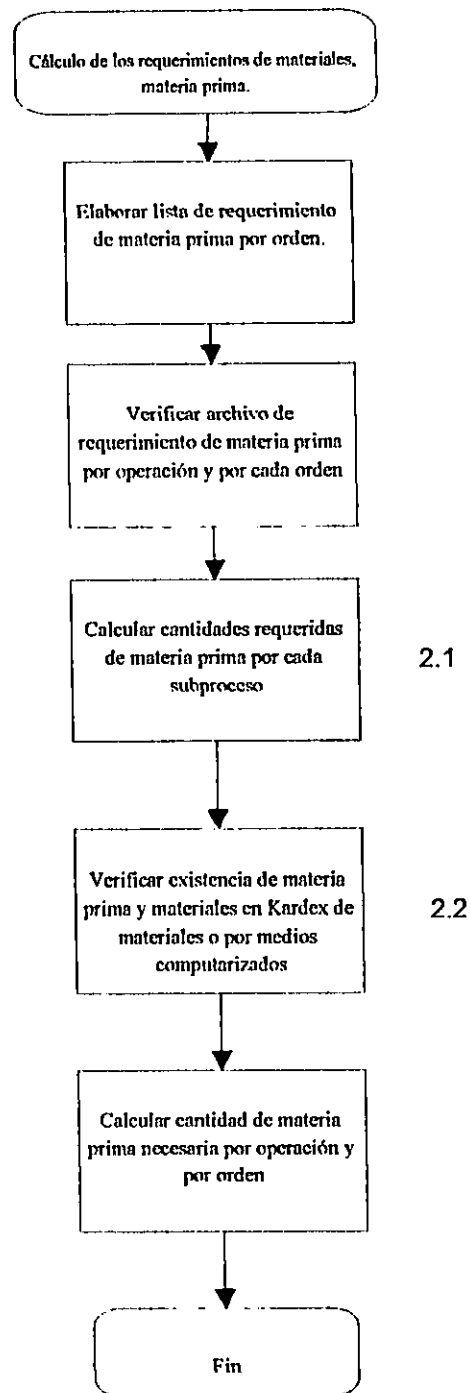 Cálculo de los requerimientos de materiales,
materia prima.
Elaborar lista de requerimiento
de materia prima por orden.
Verificar archivo de
requerimiento de materia prima
por operación y por cada orden
Calcular cantidades requeridas
de materia prima por cada
subproceso
2.1
Verificar existencia de materia
prima y materiales en Kardex de
materiales o por medios
computarizados
2.2
Calcular cantidad de materia
prima necesaria por operación y
por orden
Fin